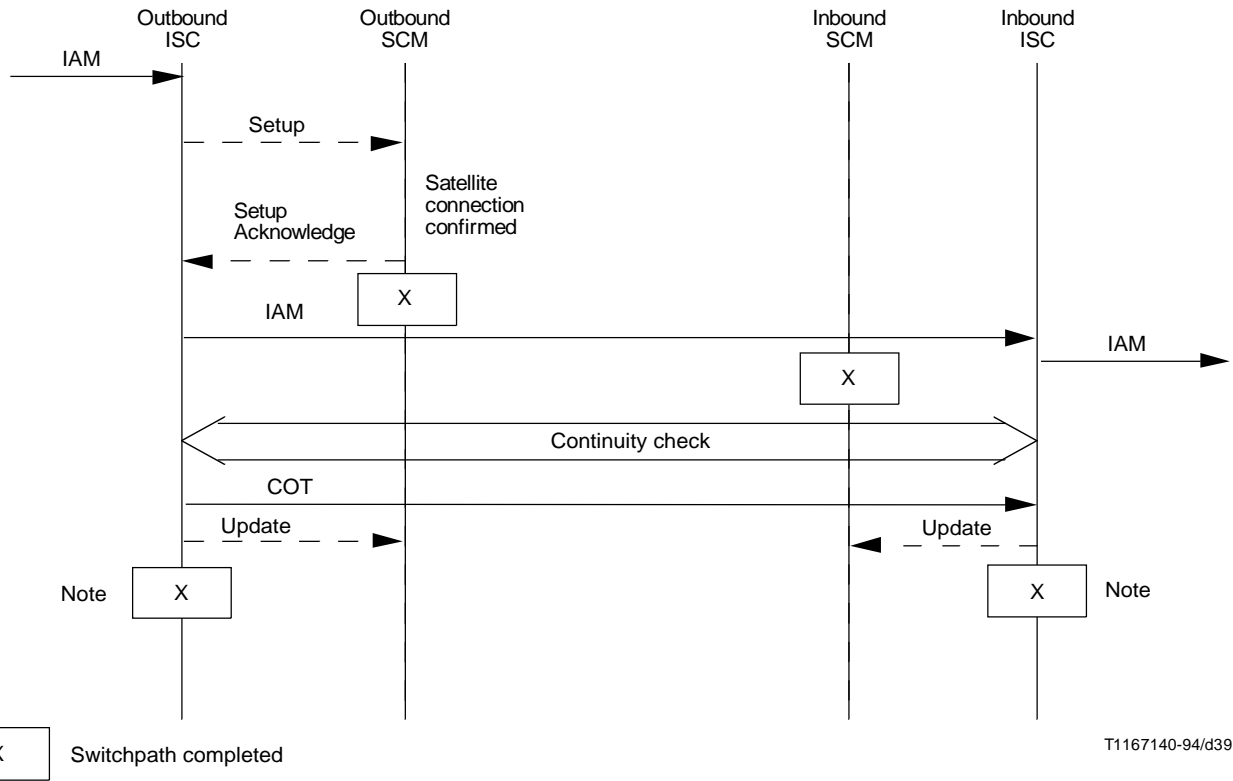 Outbound
ISC
Outbound
SCM
Inbound
SCM
Inbound
ISC
IAM
Setup
Satellite
connection
confirmed
Setup
Acknowledge
X
IAM
IAM
X
Continuity check
COT
Update
Update
Note
X
X
Note
X
Switchpath completed
T1167140-94/d39